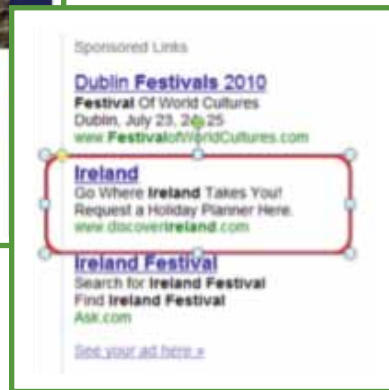 Sponsored Links
Dublin Festivals 2010
Festival Of World Cultures
Dublin, July 23, 24, 25
www.FestivalofWorldCultures.com
Ireland
Go Where Ireland Takes You!
Request a Holiday Planner Here.
www.discoverireland.com
Ireland Festival
Search for Ireland Festival
Find Ireland Festival
Ask.com
See your ad here »